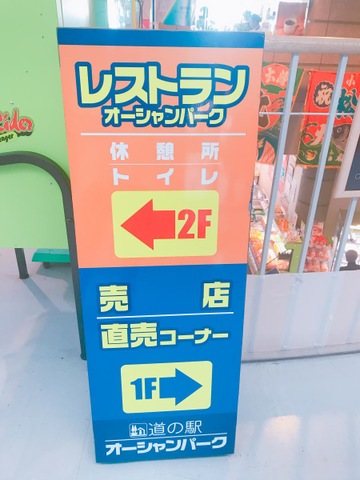 レストラン
オーシャンパーク
休憩所
トイレ
2F
売店
直売コーナー
1F
道の駅
オーシャンパーク